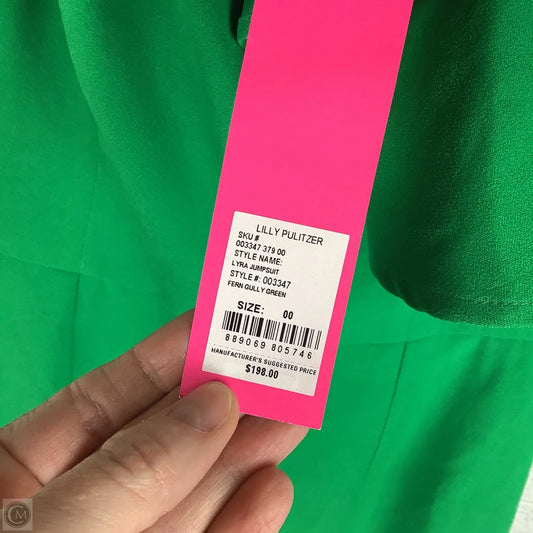 LILLY PULITZER
SKU #
003347 379 00
STYLE NAME:
LYRA JUMPSUIT
STYLE #: 003347
FERN GULLY GREEN
SIZE: 00
889069 805746
MANUFACTURER'S SUGGESTED PRICE
$198.00
CM